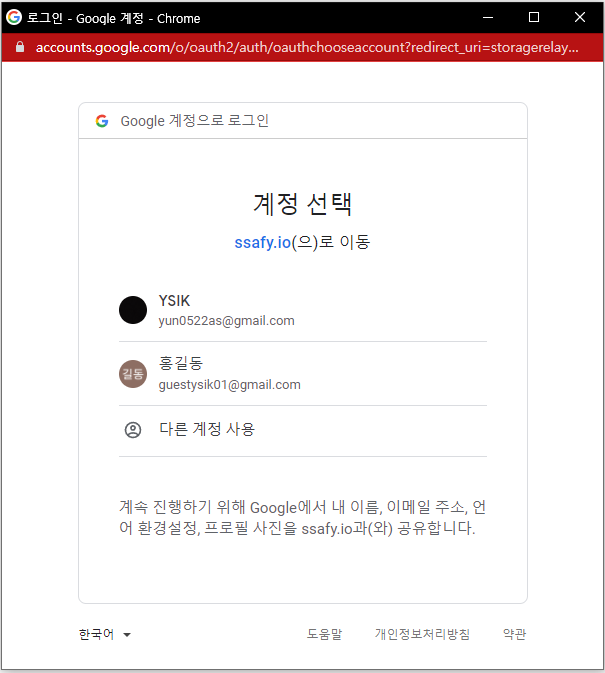 로그인 - Google 계정 - Chrome
accounts.google.com/o/oauth2/auth/oauthchooseaccount?redirect_uri=storagerelay...
Google 계정으로 로그인
계정 선택
ssafy.io(으)로 이동
YSIK
yun0522as@gmail.com
길동
홍길동
guestysik01@gmail.com
다른 계정 사용
계속 진행하기 위해 Google에서 내 이름, 이메일 주소, 언
어 환경설정, 프로필 사진을 ssafy.io과(와) 공유합니다.
한국어
도움말 개인정보처리방침 약관